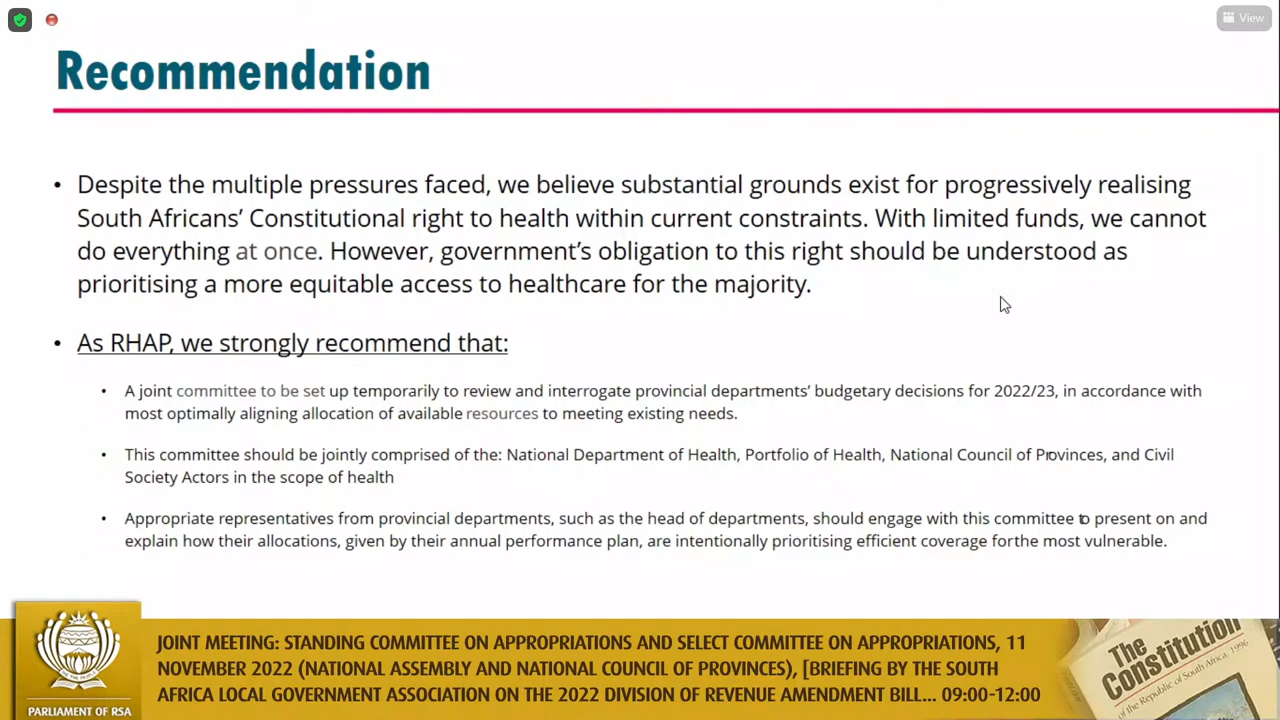 View
Recommendation
• Despite the multiple pressures faced, we believe substantial grounds exist for progressively realising
South Africans’ Constitutional right to health within current constraints. With limited funds, we cannot
do everything at once. However, government’s obligation to this right should be understood as
prioritising a more equitable access to healthcare for the majority.
• As RHAP, we strongly recommend that:
• A joint committee to be set up temporarily to review and interrogate provincial departments’ budgetary decisions for 2022/23, in accordance with
most optimally aligning allocation of available resources to meeting existing needs.
• This committee should be jointly comprised of the: National Department of Health, Portfolio of Health, National Council of Provinces, and Civil
Society Actors in the scope of health
• Appropriate representatives from provincial departments, such as the head of departments, should engage with this committee to present on and
explain how their allocations, given by their annual performance plan, are intentionally prioritising efficient coverage forthe most vulnerable.
JOINT MEETING: STANDING COMMITTEE ON APPROPRIATIONS AND SELECT COMMITTEE ON APPROPRIATIONS, 11
NOVEMBER 2022 (NATIONAL ASSEMBLY AND NATIONAL COUNCIL OF PROVINCES), [BRIEFING BY THE SOUTH
AFRICA LOCAL GOVERNMENT ASSOCIATION ON THE 2022 DIVISION OF REVENUE AMENDMENT BILL... 09:00-12:00
PARLIAMENT OF RSA
The
Constitution
of the Republic of South Africa, 1996